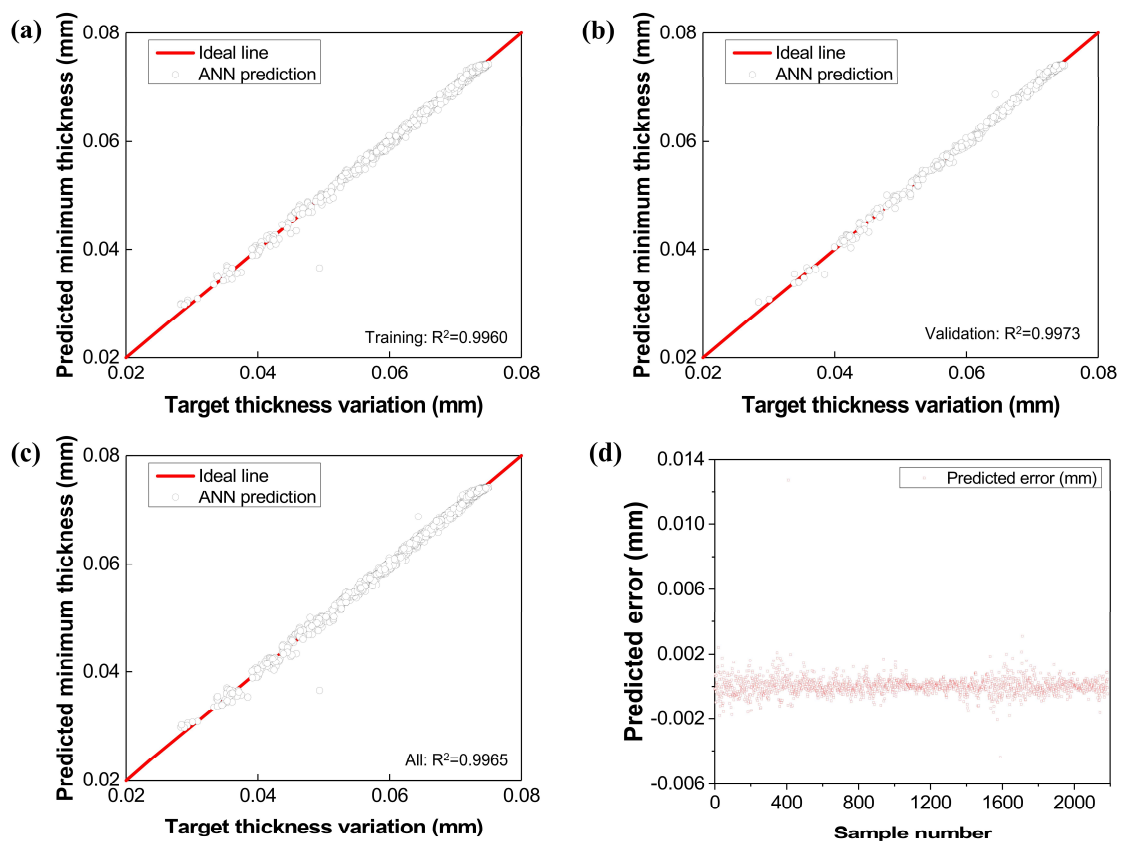 (a)
Predicted minimum thickness (mm)
0.08
0.06
0.04
0.02
Ideal line
ANN prediction
Training: R²=0.9960
0.02 0.04 0.06 0.08
Target thickness variation (mm)
(b)
Predicted minimum thickness (mm)
0.08
0.06
0.04
0.02
Ideal line
ANN prediction
Validation: R²=0.9973
0.02 0.04 0.06 0.08
Target thickness variation (mm)
(c)
Predicted minimum thickness (mm)
0.08
0.06
0.04
0.02
Ideal line
ANN prediction
All: R²=0.9965
0.02 0.04 0.06 0.08
Target thickness variation (mm)
(d)
Predicted error (mm)
0.014
0.010
0.006
0.002
-0.002
-0.006
Predicted error (mm)
0 400 800 1200 1600 2000
Sample number